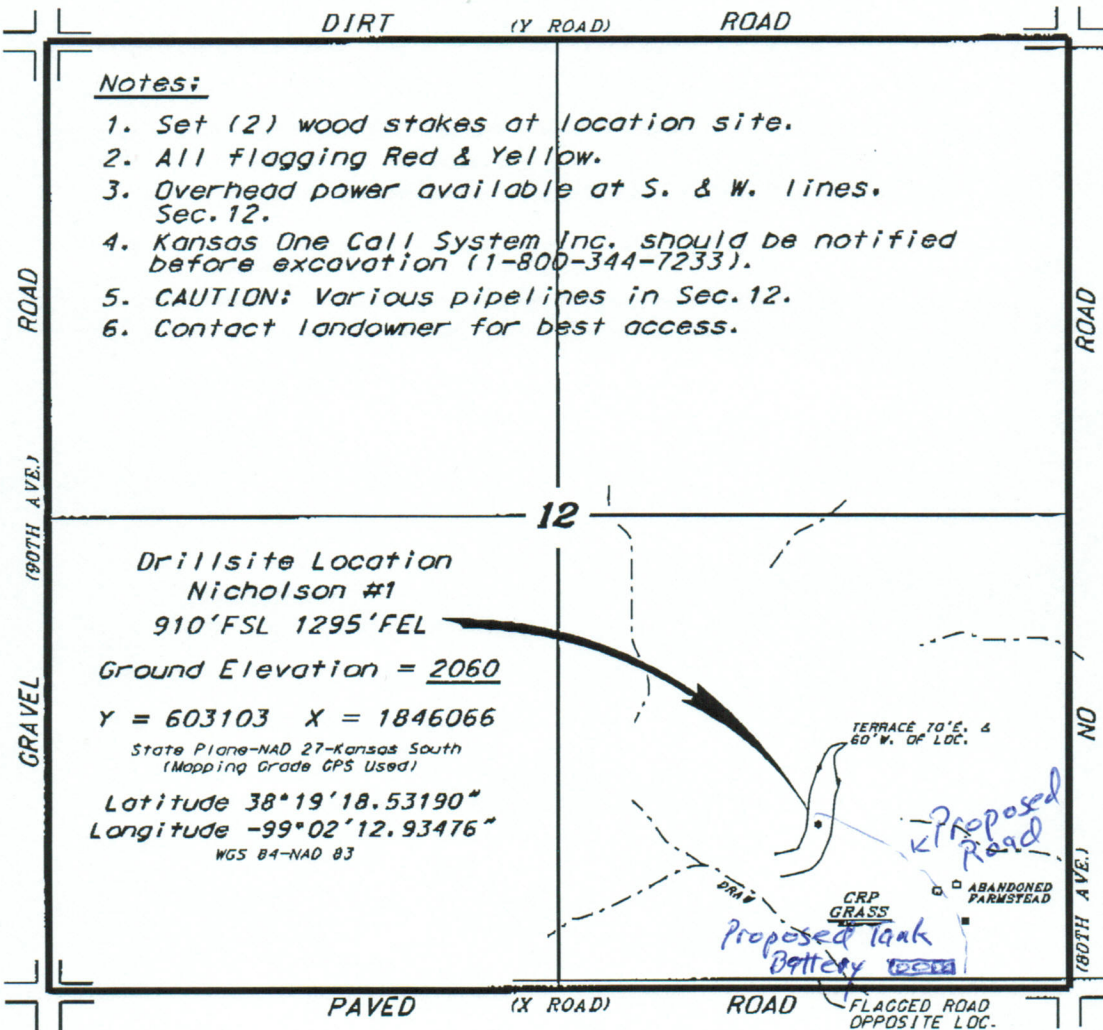 DIRT (Y ROAD) ROAD
Notes:
1. Set (2) wood stakes at location site.
2. All flagging Red & Yellow.
3. Overhead power available at S. & W. lines.
Sec. 12.
4. Kansas One Call System Inc. should be notified
before excavation (1-800-344-7233).
5. CAUTION: Various pipelines in Sec. 12.
6. Contact landowner for best access.
GRAVEL (90TH AVE.) ROAD
12
Drillsite Location
Nicholson #1
910'FSL 1295'FEL
Ground Elevation = 2060
Y = 603103 X = 1846066
State Plane-NAD 27-Kansas South
(Mapping Grade GPS Used)
Latitude 38°19'18.53190"
Longitude -99°02'12.93476"
WGS 84-NAD 83
TERRACE 70'E. &
60'W. OF LOC.
Proposed
Road
ABANDONED
FARMSTEAD
DRAW
CRP
GRASS
Proposed Tank
Battery
NO (80TH AVE.) ROAD
PAVED (X ROAD) ROAD
FLAGGED ROAD
OPPOSITE LOC.